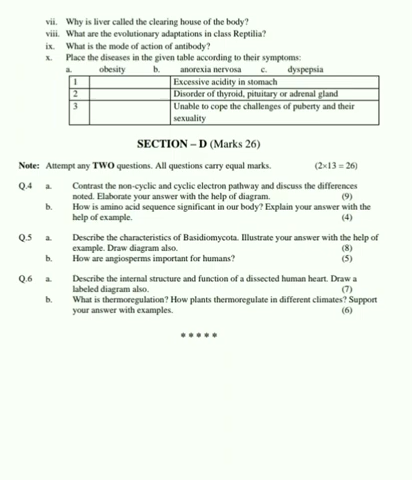 vii. Why is liver called the clearing house of the body?
viii. What are the evolutionary adaptations in class Reptilia?
ix. What is the mode of action of antibody?
x. Place the diseases in the given table according to their symptoms:
a. obesity b. anorexia nervosa c. dyspepsia
1 Excessive acidity in stomach
2 Disorder of thyroid, pituitary or adrenal gland
3 Unable to cope the challenges of puberty and their
sexuality
SECTION – D (Marks 26)
Note: Attempt any TWO questions. All questions carry equal marks. (2×13 = 26)
Q.4 a. Contrast the non-cyclic and cyclic electron pathway and discuss the differences
noted. Elaborate your answer with the help of diagram. (9)
b. How is amino acid sequence significant in our body? Explain your answer with the
help of example. (4)
Q.5 a. Describe the characteristics of Basidiomycota. Illustrate your answer with the help of
example. Draw diagram also. (8)
b. How are angiosperms important for humans? (5)
Q.6 a. Describe the internal structure and function of a dissected human heart. Draw a
labeled diagram also. (7)
b. What is thermoregulation? How plants thermoregulate in different climates? Support
your answer with examples. (6)
* * * * *